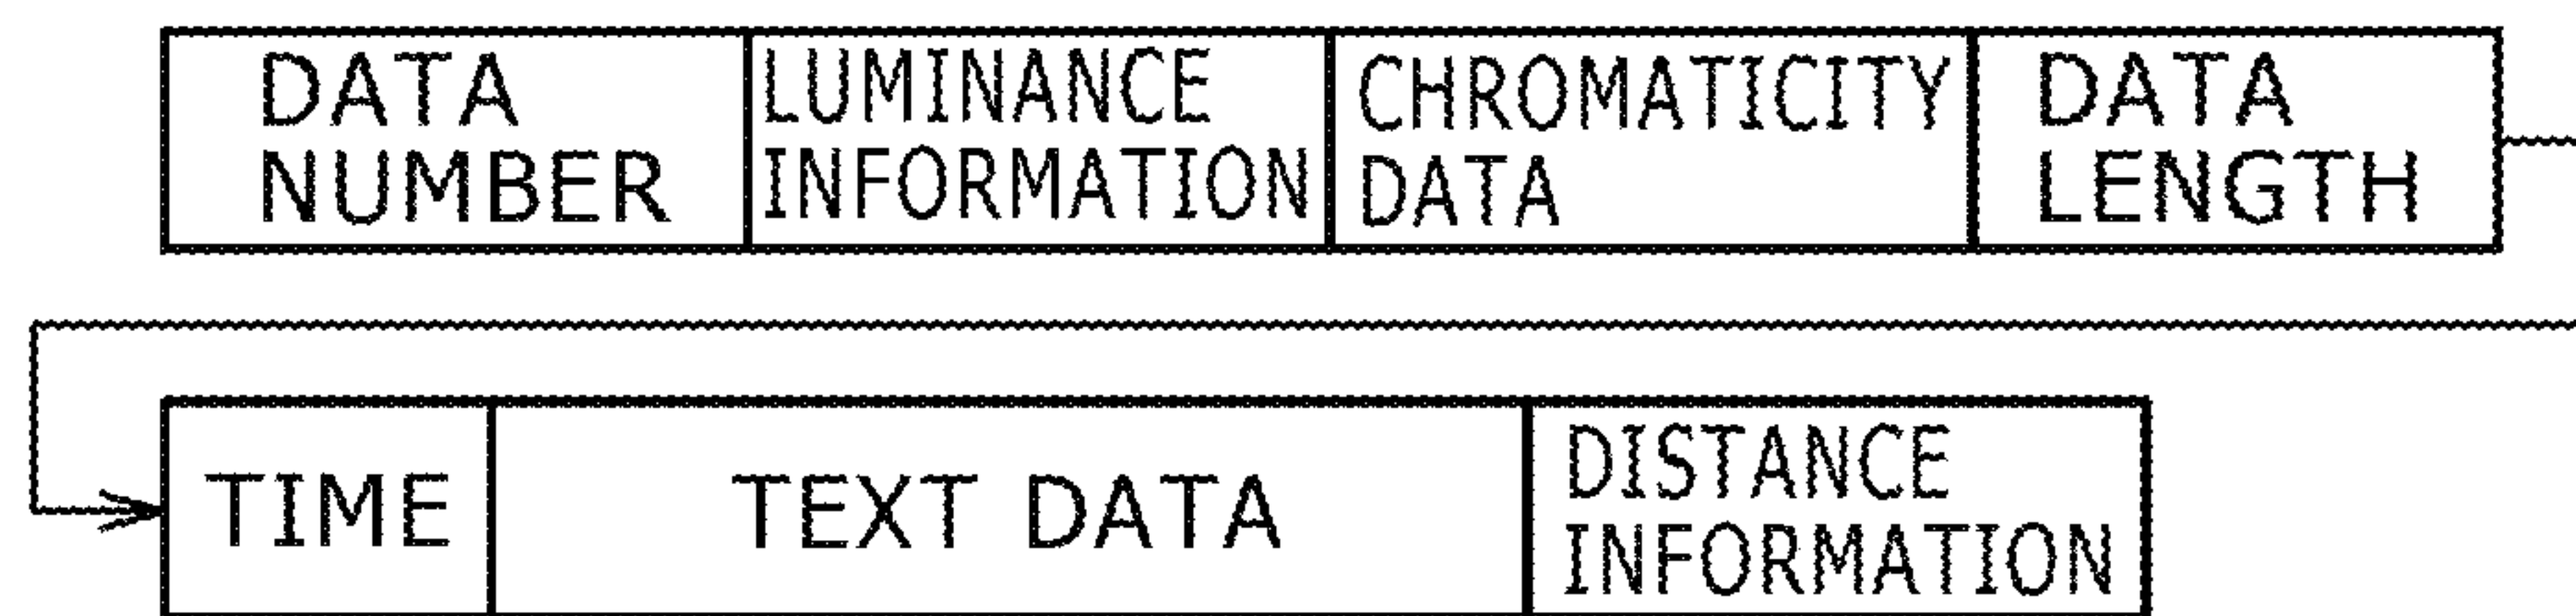 DATA
NUMBER
LUMINANCE
INFORMATION
CHROMATICITY
DATA
DATA
LENGTH
TIME
TEXT DATA
DISTANCE
INFORMATION